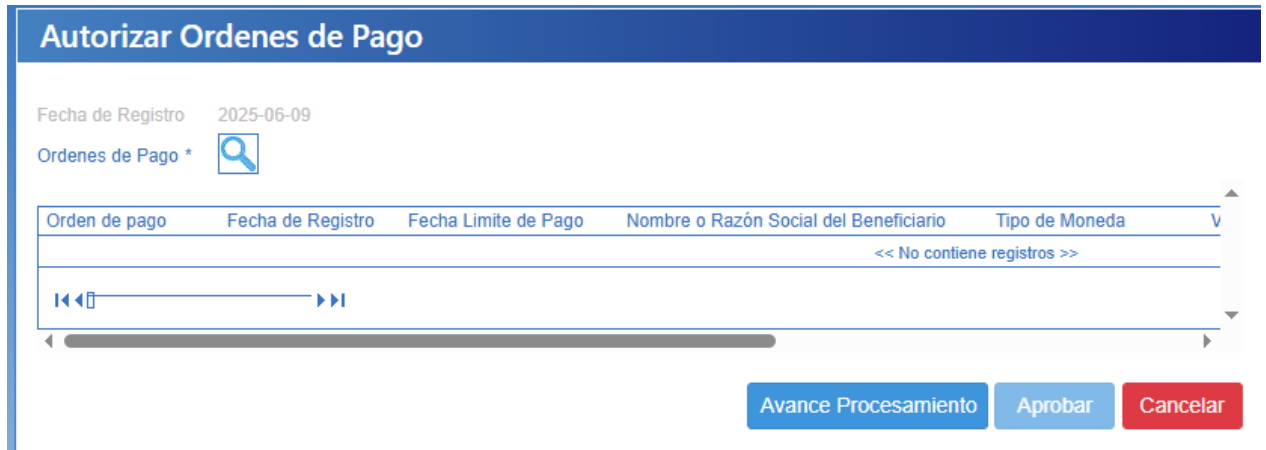 Autorizar Ordenes de Pago
Fecha de Registro 2025-06-09
Ordenes de Pago *
Orden de pago Fecha de Registro Fecha Limite de Pago Nombre o Razón Social del Beneficiario Tipo de Moneda V
<< No contiene registros >>
Avance Procesamiento Aprobar Cancelar